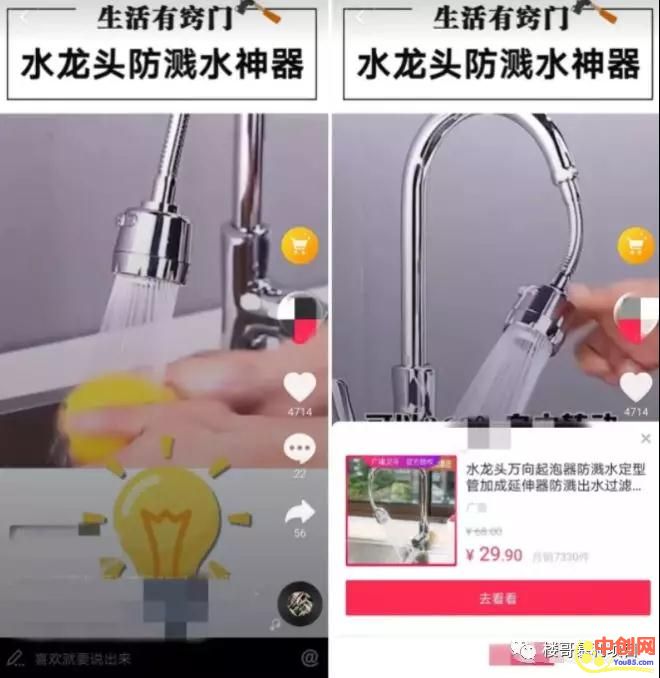 生活有窍门
水龙头防溅水神器
4714
22
56
喜欢就要说出来
@
生活有窍门
水龙头防溅水神器
4714
水龙头万向起泡器防溅水定型
管加成延伸器防溅出水过滤...
广告
¥ 68.00
¥ 29.90 月销7330件
去看看
中创网
You85.com